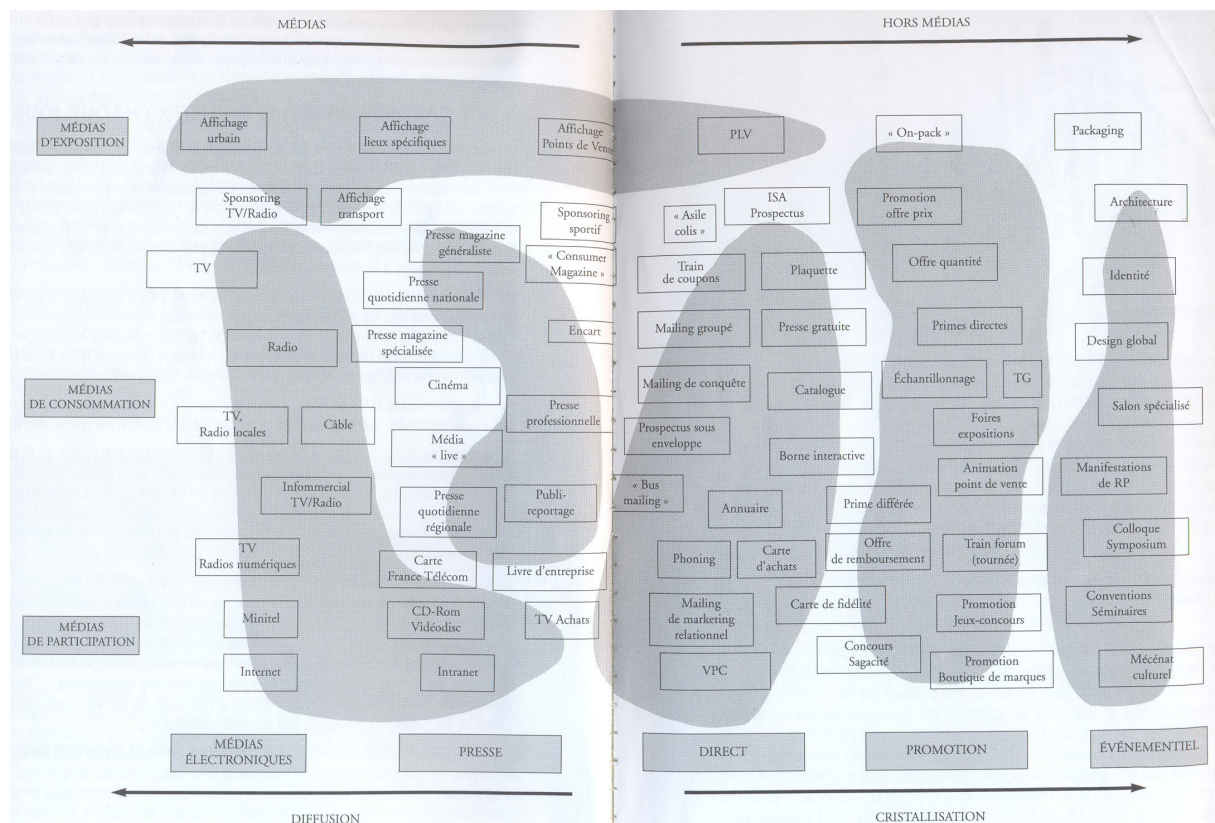 MÉDIAS
HORS MÉDIAS
MÉDIAS
D'EXPOSITION
Affichage
urbain
Affichage
lieux spécifiques
Affichage
Points de Vente
PLV
« On-pack »
Packaging
Sponsoring
TV/Radio
Affichage
transport
Sponsoring
sportif
« Asile
colis »
ISA
Prospectus
Promotion
offre prix
Architecture
TV
Presse magazine
généraliste
« Consumer
Magazine »
Presse
quotidienne nationale
Train
de coupons
Plaquette
Offre quantité
Identité
Radio
Presse magazine
spécialisée
Encart
Mailing groupé
Presse gratuite
Primes directes
Design global
MÉDIAS
DE CONSOMMATION
Cinéma
Mailing de conquête
Catalogue
Échantillonnage
TG
TV,
Radio locales
Câble
Presse
professionnelle
Salon spécialisé
Média
« live »
Prospectus sous
enveloppe
Borne interactive
Foires
expositions
Infommercial
TV/Radio
Presse
quotidienne
régionale
Publi-
reportage
« Bus
mailing »
Annuaire
Prime différée
Animation
point de vente
Manifestations
de RP
TV
Radios numériques
Carte
France Télécom
Livre d'entreprise
Phoning
Carte
d'achats
Offre
de remboursement
Train forum
(tournée)
Colloque
Symposium
MÉDIAS
DE PARTICIPATION
Minitel
CD-Rom
Vidéodisc
TV Achats
Mailing
de marketing
relationnel
Carte de fidélité
Promotion
Jeux-concours
Conventions
Séminaires
Internet
Intranet
VPC
Concours
Sagacité
Promotion
Boutique de marques
Mécénat
culturel
MÉDIAS
ÉLECTRONIQUES
PRESSE
DIRECT
PROMOTION
ÉVÉNEMENTIEL
DIFFUSION
CRISTALLISATION